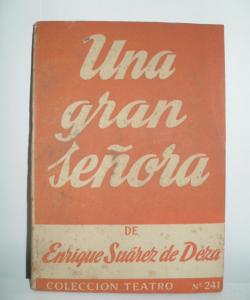 Una
gran
señora
DE
Enrique Suárez de Deza
COLECCION TEATRO Nº 241